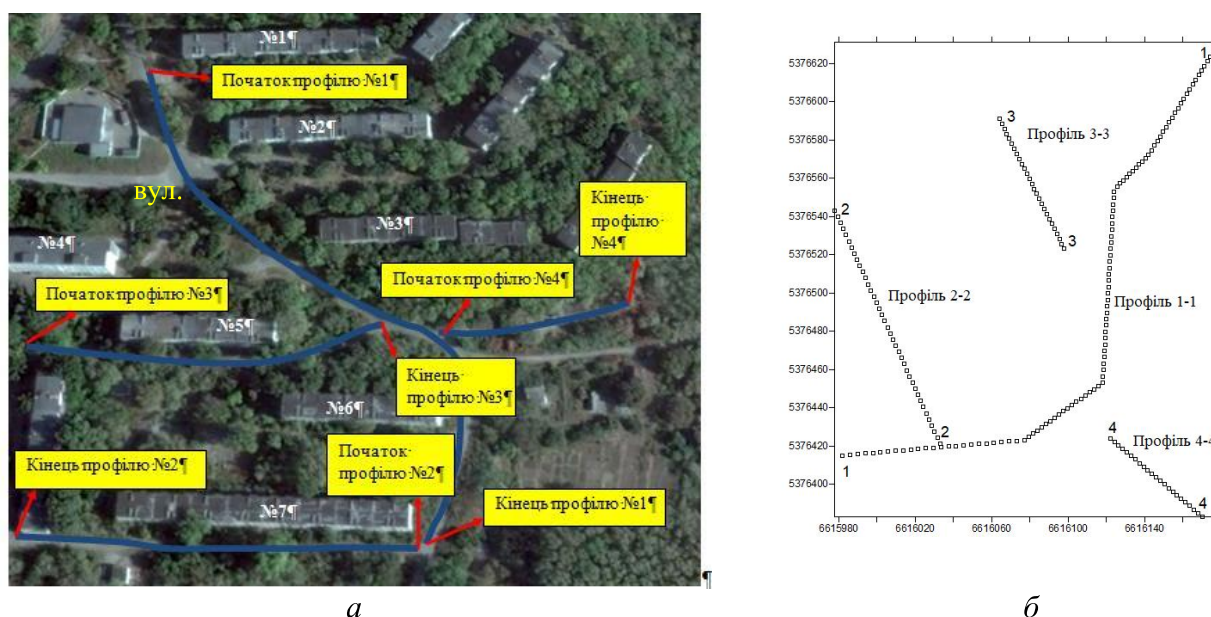 №1¶
Початок·профілю·№1¶
№2¶
вул.
Кінець·
профілю·
№4¶
№3¶
№4¶
Початок·профілю·№3¶
Початок·профілю·№4¶
№5¶
Кінець·
профілю·№3¶
№6¶
Початок·
профілю·№2¶
Кінець·профілю·№2¶
№7¶
Кінець·профілю·№1¶
¶
а
1
5376620
5376600
3
Профіль 3-3
5376580
5376560
2
5376540
3
5376520
Профіль 2-2
Профіль 1-1
5376500
5376480
5376460
5376440
4
2
Профіль 4-4
5376420
1
5376400
4
6615980
6616020
6616060
6616100
6616140
б